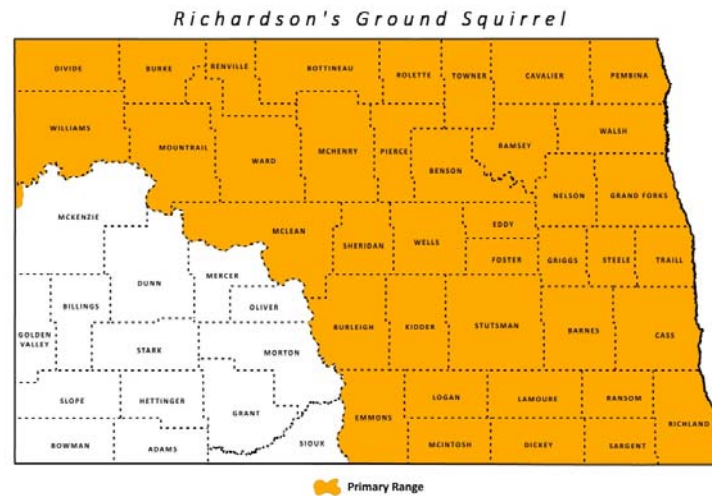 Richardson's Ground Squirrel
DIVIDE BURKE RENVILLE BOTTINEAU ROLETTE TOWNER CAVALIER PEMBINA
WILLIAMS MOUNTRAIL WARD MCHENRY PIERCE BENSON RAMSEY WALSH
NELSON GRAND FORKS
MCKENZIE MCLEAN SHERIDAN WELLS EDDY
FOSTER GRIGGS STEELE TRAILL
DUNN MERCER
BILLINGS OLIVER
GOLDEN VALLEY STARK MORTON BURLEIGH KIDDER STUTSMAN BARNES CASS
SLOPE HETTINGER GRANT EMMONS LOGAN LAMOURE RANSOM RICHLAND
BOWMAN ADAMS SIOUX MCINTOSH DICKEY SARGENT
Primary Range